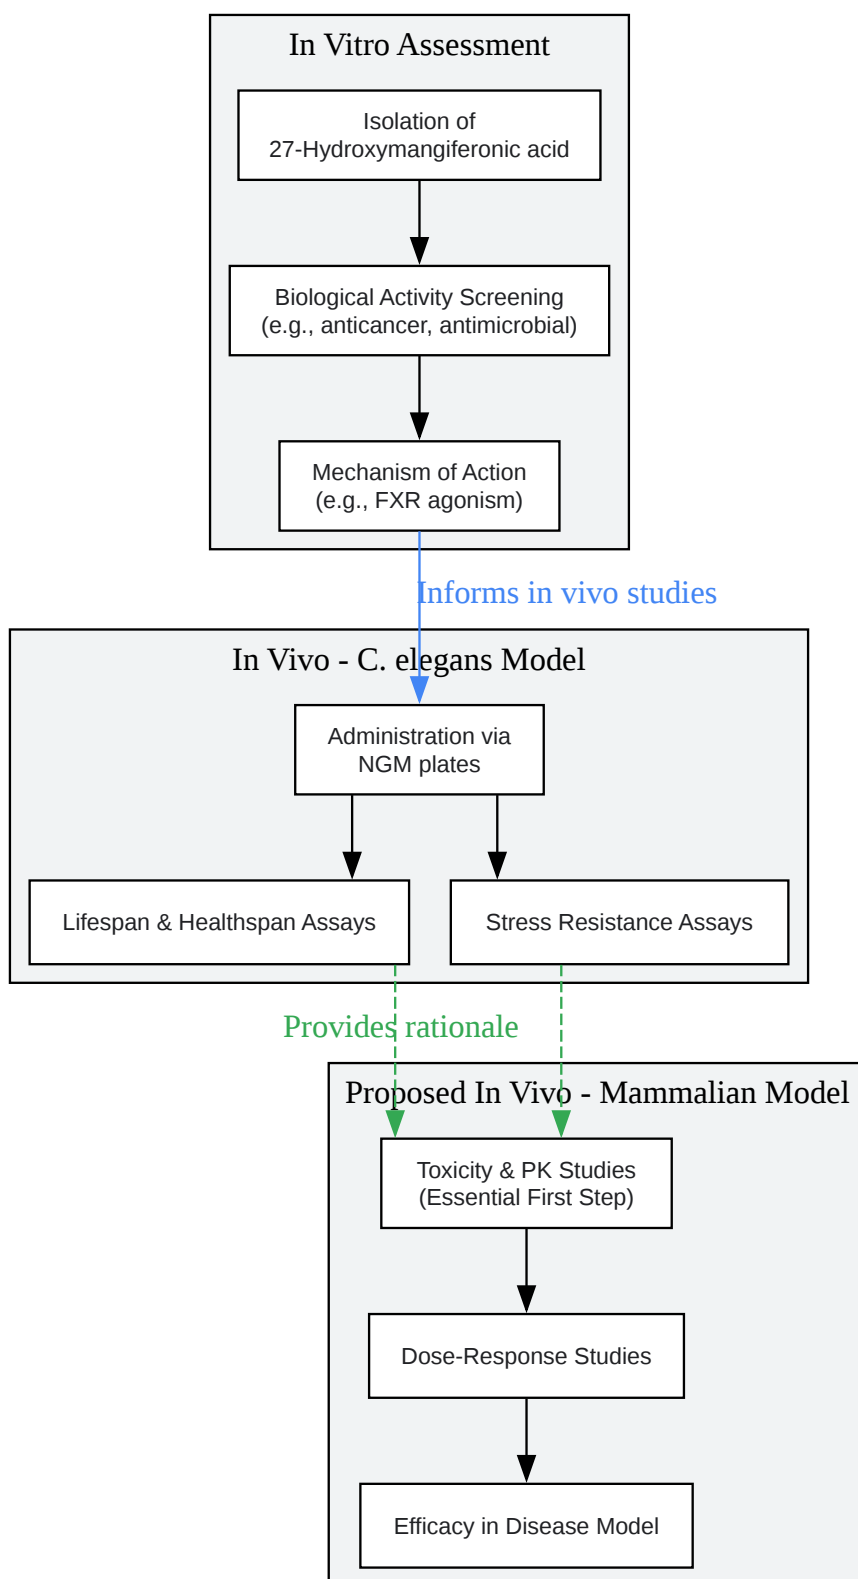 In Vitro Assessment
Isolation of
27-Hydroxymangiferonic acid
Biological Activity Screening
(e.g., anticancer, antimicrobial)
Mechanism of Action
(e.g., FXR agonism)
Informs in vivo studies
In Vivo - C. elegans Model
Administration via
NGM plates
Lifespan & Healthspan Assays
Stress Resistance Assays
Provides rationale
Proposed In Vivo - Mammalian Model
Toxicity & PK Studies
(Essential First Step)
Dose-Response Studies
Efficacy in Disease Model